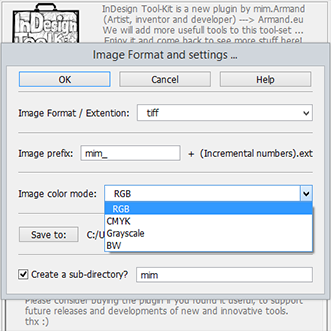 InDesign
Tool-Kit
InDesign Tool-Kit is a new plugin by mim.Armand
(Artist, inventor and developer) ---> Armand.eu
We will add more usefull tools to this tool-set ...
Enjoy it and come back to see more stuff here!
Image Format and settings ...
OK Cancel Help
Image Format / Extention: tiff
Image prefix: mim_ + (Incremental numbers).ext
Image color mode: RGB
RGB
CMYK
Grayscale
BW
Save to: C:/U
Create a sub-directory? mim
Please consider buying the plugin if you found it useful, to support
future releases and developments of new and innovative tools.
thx :)